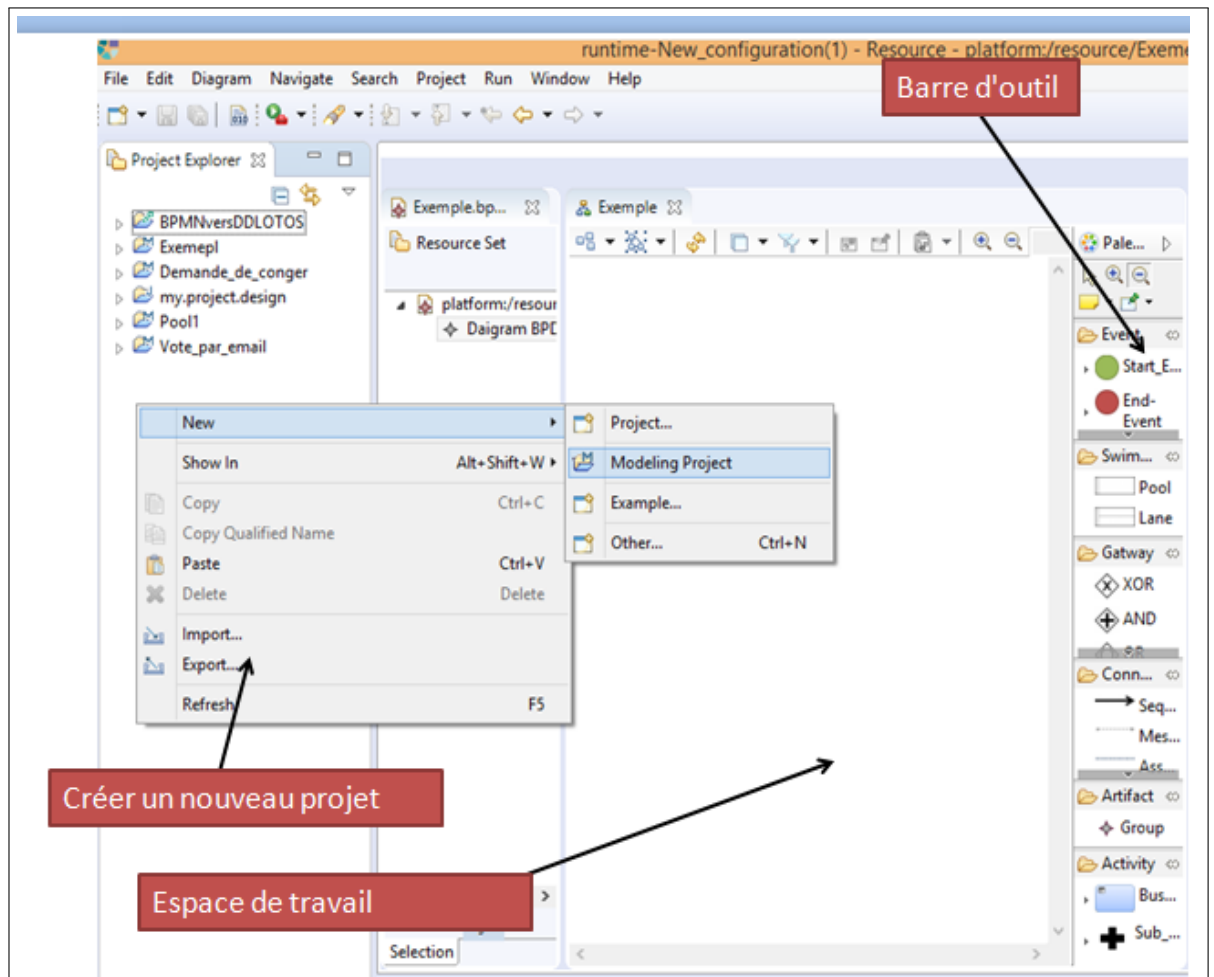 runtime-New_configuration(1) - Resource - platform:/resource/Exeme
File Edit Diagram Navigate Search Project Run Window Help
Barre d'outil
Project Explorer
BPMNversDDLOTOS
Exemepl
Demande_de_conger
my.project.design
Pool1
Vote_par_email
Exemple.bp...
Exemple
Resource Set
platform:/resour
Daigram BPD
Pale...
Event
Start_E...
End-
Event
Swim...
Pool
Lane
Gatway
XOR
AND
Conn...
Seq...
Mes...
Ass...
Artifact
Group
Activity
Bus...
Sub_...
New
Show In Alt+Shift+W
Copy Ctrl+C
Copy Qualified Name
Paste Ctrl+V
Delete Delete
Import...
Export...
Refresh F5
Project...
Modeling Project
Example...
Other... Ctrl+N
Créer un nouveau projet
Espace de travail
Selection